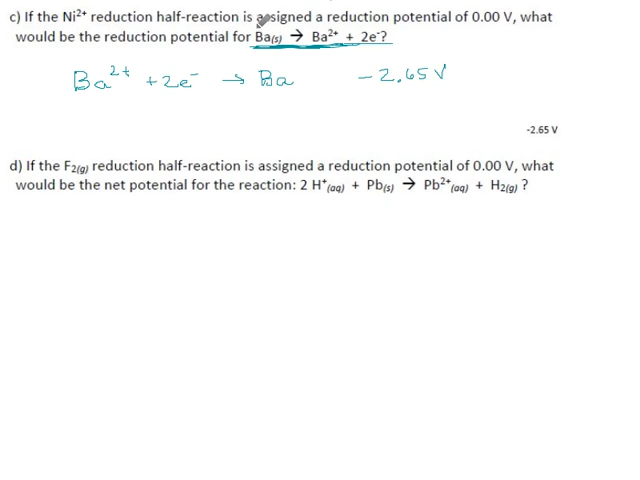 c) If the Ni²⁺ reduction half-reaction is assigned a reduction potential of 0.00 V, what
would be the reduction potential for Ba(s) → Ba²⁺ + 2e⁻?
Ba²⁺ + 2e⁻ → Ba -2.65 V
-2.65 V
d) If the F₂(g) reduction half-reaction is assigned a reduction potential of 0.00 V, what
would be the net potential for the reaction: 2 H⁺(aq) + Pb(s) → Pb²⁺(aq) + H₂(g) ?